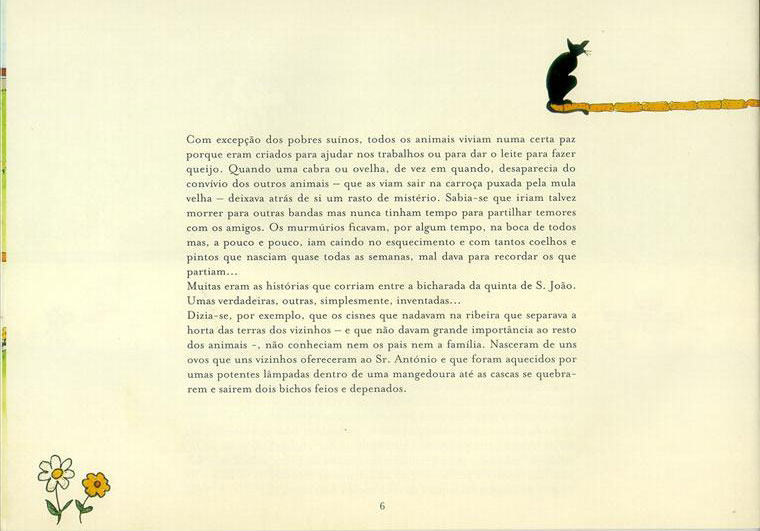 Com excepção dos pobres suínos, todos os animais viviam numa certa paz
porque eram criados para ajudar nos trabalhos ou para dar o leite para fazer
queijo. Quando uma cabra ou ovelha, de vez em quando, desaparecia do
convívio dos outros animais – que as viam sair na carroça puxada pela mula
velha – deixava atrás de si um rasto de mistério. Sabia-se que iriam talvez
morrer para outras bandas mas nunca tinham tempo para partilhar temores
com os amigos. Os murmúrios ficavam, por algum tempo, na boca de todos
mas, a pouco e pouco, iam caindo no esquecimento e com tantos coelhos e
pintos que nasciam quase todas as semanas, mal dava para recordar os que
partiam...
Muitas eram as histórias que corriam entre a bicharada da quinta de S. João.
Umas verdadeiras, outras, simplesmente, inventadas...
Dizia-se, por exemplo, que os cisnes que nadavam na ribeira que separava a
horta das terras dos vizinhos – e que não davam grande importância ao resto
dos animais -, não conheciam nem os pais nem a família. Nasceram de uns
ovos que uns vizinhos ofereceram ao Sr. António e que foram aquecidos por
umas potentes lâmpadas dentro de uma mangedoura até as cascas se quebra-
rem e sairem dois bichos feios e depenados.
6